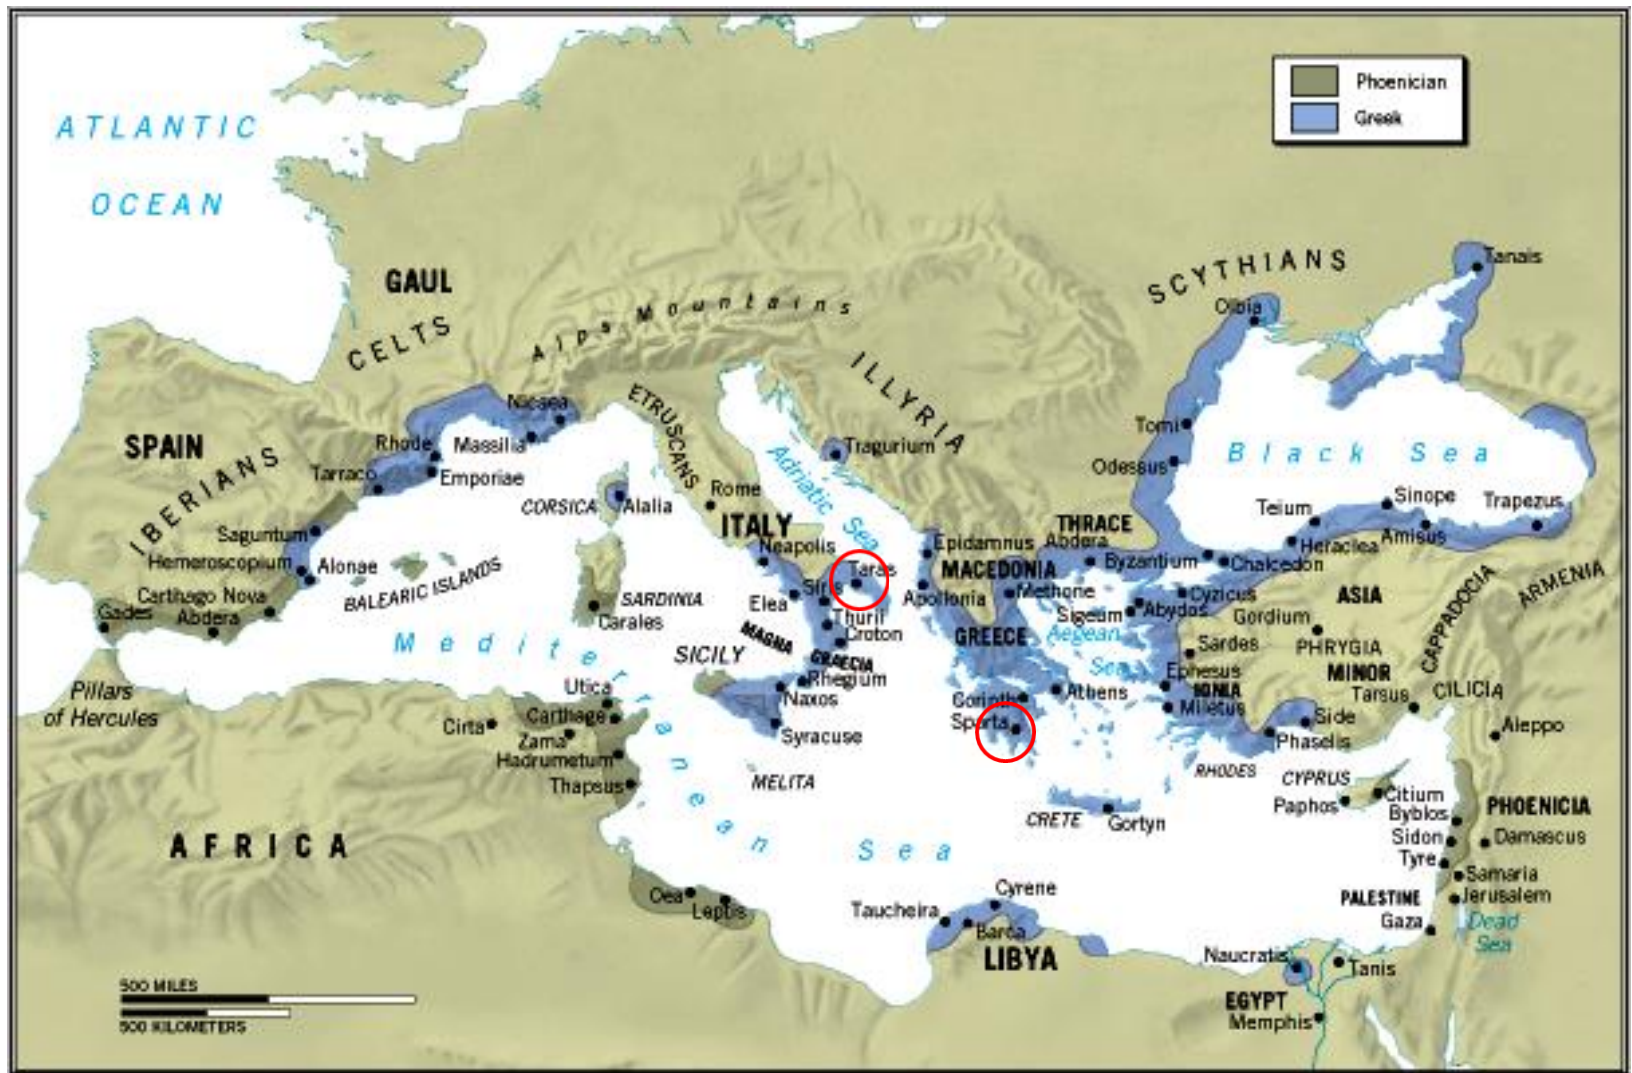 Phoenician
Greek
ATLANTIC
OCEAN
GAUL
CELTS
Alps Mountains
SCYTHIANS
Tanais
Olbia
ILLYRIA
ETRUSCANS
Nicaea
Massilia
Rhode
Emporiae
Tarraco
SPAIN
IBERIANS
Saguntum
Hemeroscopium
Alonae
BALEARIC ISLANDS
Carthago Nova
Abdera
Gades
Pillars
of Hercules
CORSICA
Alalia
SARDINIA
Carales
Rome
ITALY
Neapolis
Tragurium
Adriatic Sea
Taras
Siris
Elea
Thurii
Croton
MAGNA
GRAECIA
SICILY
Rhegium
Naxos
Syracuse
MELITA
Mediterranean Sea
Utica
Carthage
Cirta
Zama
Hadrumetum
Thapsus
AFRICA
Oea
Leptis
Epidamnus
Apollonia
MACEDONIA
Methone
THRACE
Abdera
Byzantium
Chalcedon
Tomi
Odessus
Black Sea
Teium
Sinope
Trapezus
Heraclea
Amisus
Cyzicus
Abydos
Sigeum
GREECE
Aegean
Sea
Corinth
Athens
Sparta
ASIA
MINOR
Gordium
PHRYGIA
Sardes
Ephesus
IONIA
Miletus
CAPPADOCIA
ARMENIA
Tarsus
CILICIA
Side
Phaselis
RHODES
CRETE
Gortyn
CYPRUS
Paphos
Citium
Aleppo
Byblos
PHOENICIA
Sidon
Damascus
Tyre
Samaria
PALESTINE
Jerusalem
Gaza
Dead
Sea
Cyrene
Taucheira
Barca
LIBYA
Naucratis
Tanis
EGYPT
Memphis
500 MILES
500 KILOMETERS